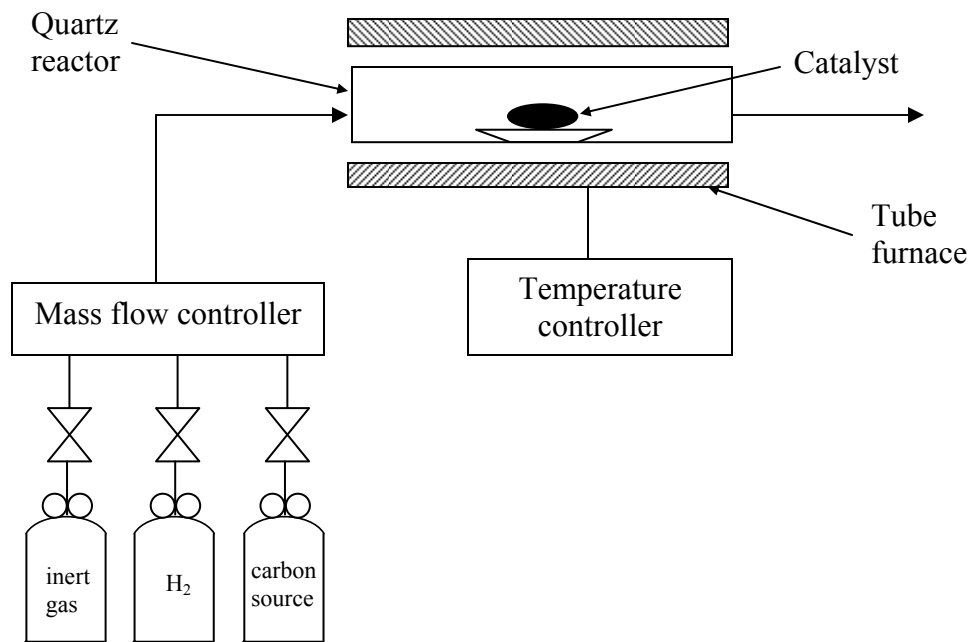 Quartz
reactor
Catalyst
Tube
furnace
Mass flow controller
Temperature
controller
inert
gas
H₂
carbon
source